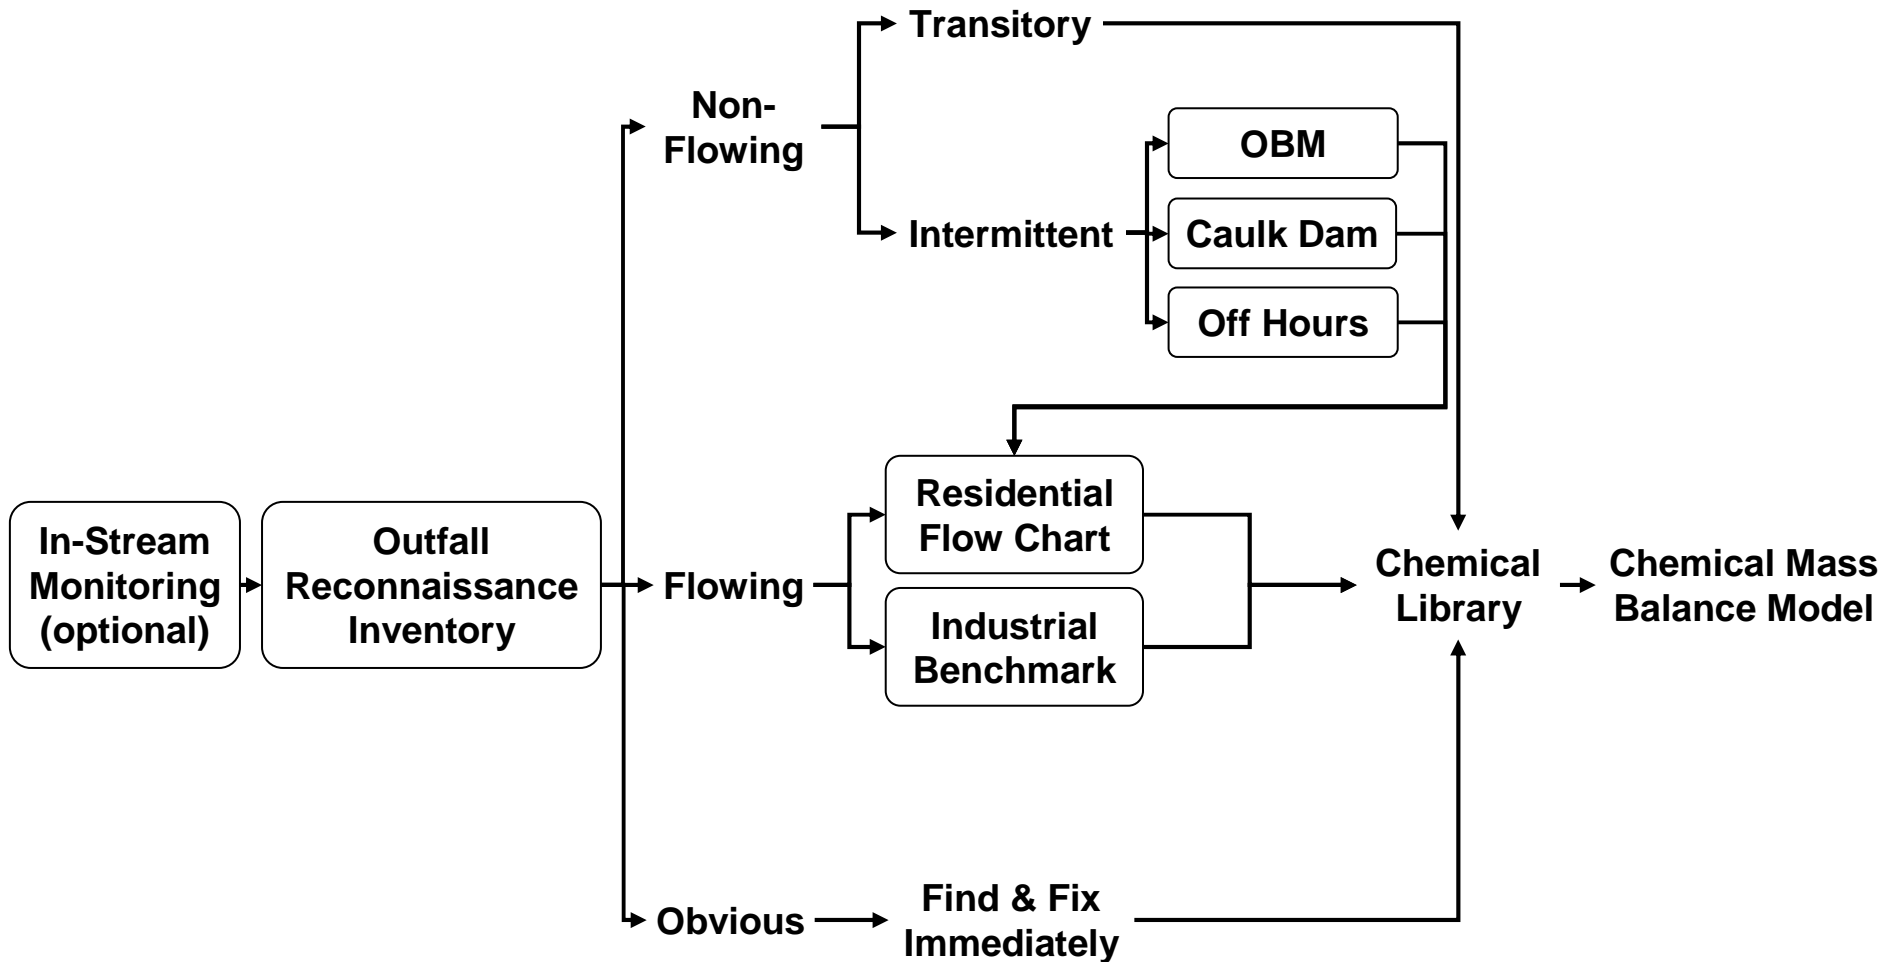 Transitory
Non-
Flowing
OBM
Intermittent
Caulk Dam
Off Hours
In-Stream
Monitoring
(optional)
Outfall
Reconnaissance
Inventory
Flowing
Residential
Flow Chart
Industrial
Benchmark
Chemical
Library
Chemical Mass
Balance Model
Obvious
Find & Fix
Immediately